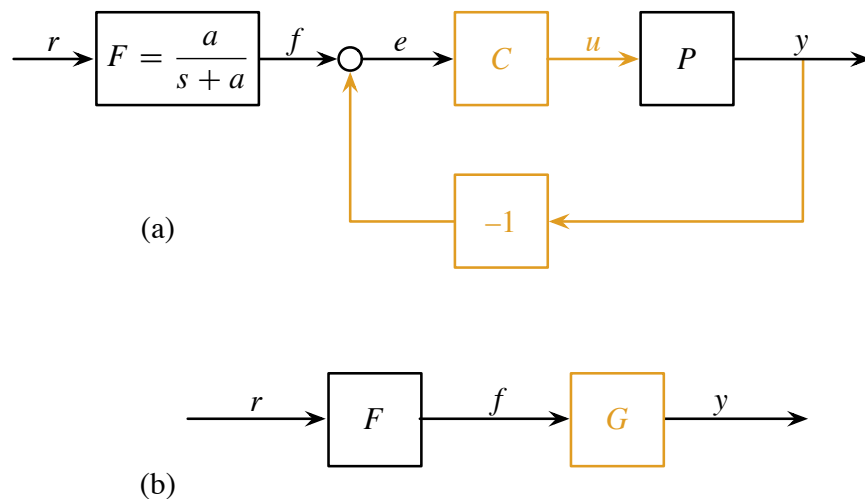 r F = a / (s + a) f e C u P y
−1
(a)
r F f G y
(b)